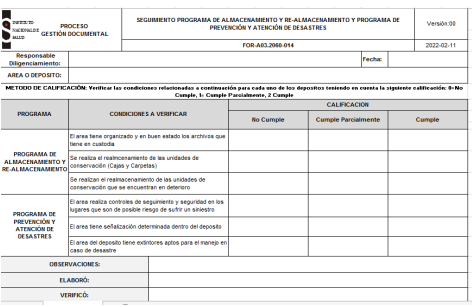 INSTITUTO
NACIONAL DE
SALUD
PROCESO
GESTIÓN DOCUMENTAL
SEGUIMIENTO PROGRAMA DE ALMACENAMIENTO Y RE-ALMACENAMIENTO Y PROGRAMA DE
PREVENCIÓN Y ATENCIÓN DE DESASTRES
Versión:00
FOR-A03.2060-014
2022-02-11
Responsable
Diligenciamiento:
Fecha:
AREA O DEPOSITO:
METODO DE CALIFICACIÓN: Verificar las condiciones relacionadas a continuación para cada uno de los depositos teniendo en cuenta la siguiente calificación: 0=No
Cumple, 1= Cumple Parcialmente, 2 Cumple
PROGRAMA
CONDICIONES A VERIFICAR
CALIFICACION
No Cumple
Cumple Parcialmente
Cumple
PROGRAMA DE
ALMACENAMIENTO Y
RE-ALMACENAMIENTO
El area tiene organizado y en buen estado los archivos que
tiene en custodia
Se realiza el realmcenamiento de las unidades de
conservación (Cajas y Carpetas)
Se realizan el realmacenamiento de las unidades de
conservación que se encuentran en deterioro
PROGRAMA DE
PREVENCIÓN Y
ATENCIÓN DE
DESASTRES
El area realiza controles de seguimiento y seguridad en los
lugares que son de posible riesgo de sufrir un siniestro
El area tiene señalización determinada dentro del deposito
El area del deposito tiene extintores aptos para el manejo en
caso de desastre
OBSERVACIONES:
ELABORÓ:
VERIFICÓ: